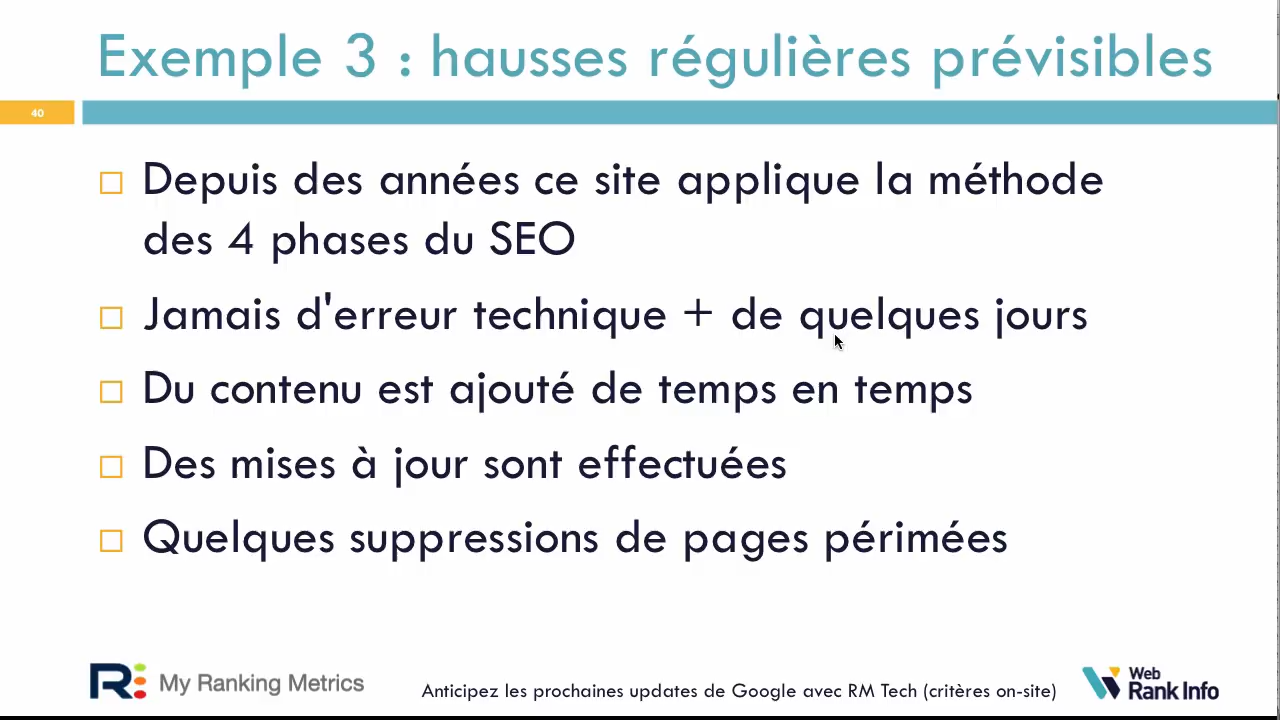 Exemple 3 : hausses régulières prévisibles
40
Depuis des années ce site applique la méthode
des 4 phases du SEO
Jamais d'erreur technique + de quelques jours
Du contenu est ajouté de temps en temps
Des mises à jour sont effectuées
Quelques suppressions de pages périmées
R My Ranking Metrics
Anticipez les prochaines updates de Google avec RM Tech (critères on-site)
Web
Rank Info